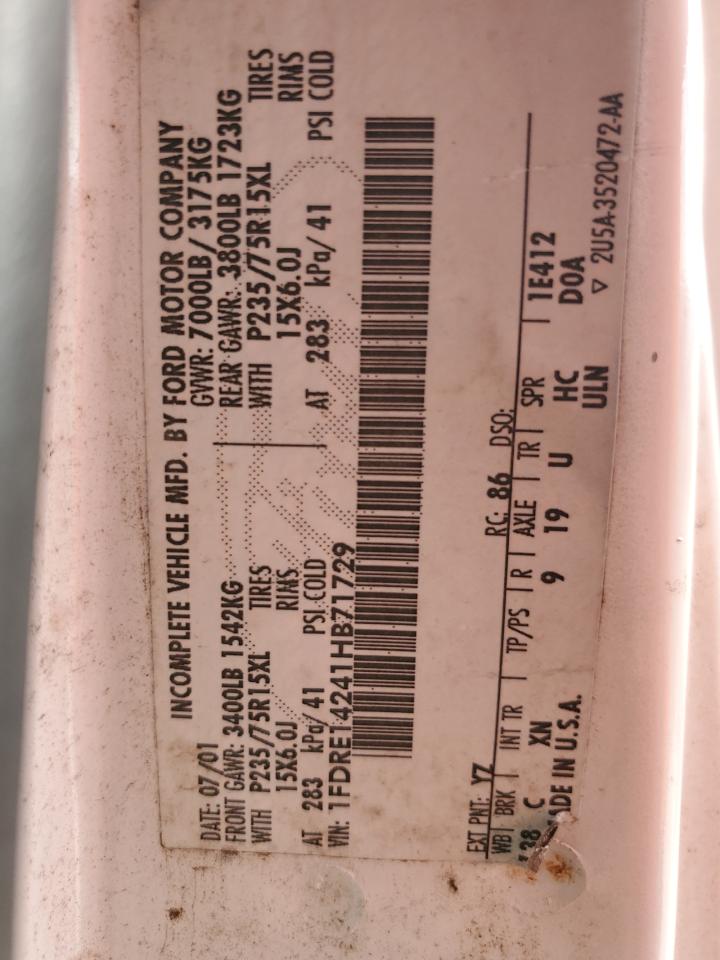 INCOMPLETE VEHICLE MFD. BY FORD MOTOR COMPANY
DATE: 07/01 GVWR: 7000LB/ 3175KG
FRONT GAWR: 3400LB 1542KG REAR GAWR: 3800LB 1723KG
WITH P235/75R15XL TIRES WITH P235/75R15XL TIRES
15X6.0J RIMS 15X6.0J RIMS
AT 283 kPa/ 41 PSI COLD AT 283 kPa/ 41 PSI COLD
VIN: 1FDRE14241HB71729
EXT PNT: YZ RC: 86 DSO:
WB BRK INT TR TP/PS R AXLE TR SPR 1E412
138 C XN 9 19 U HC DOA
MADE IN U.S.A. ULN ▽ 2U5A-3520472-AA